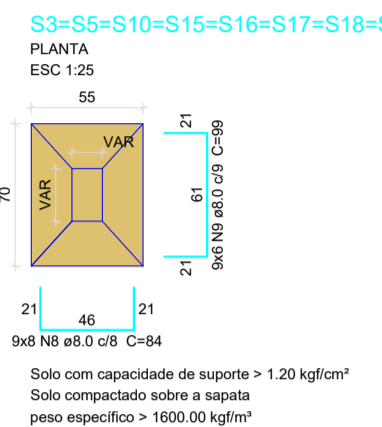 S3=S5=S10=S15=S16=S17=S18=
PLANTA
ESC 1:25
55
VAR
VAR
70
21
61
21
9x6 N9 ø8.0 c/9 C=99
21
46
21
9x8 N8 ø8.0 c/8 C=84
Solo com capacidade de suporte > 1.20 kgf/cm²
Solo compactado sobre a sapata
peso específico > 1600.00 kgf/m³